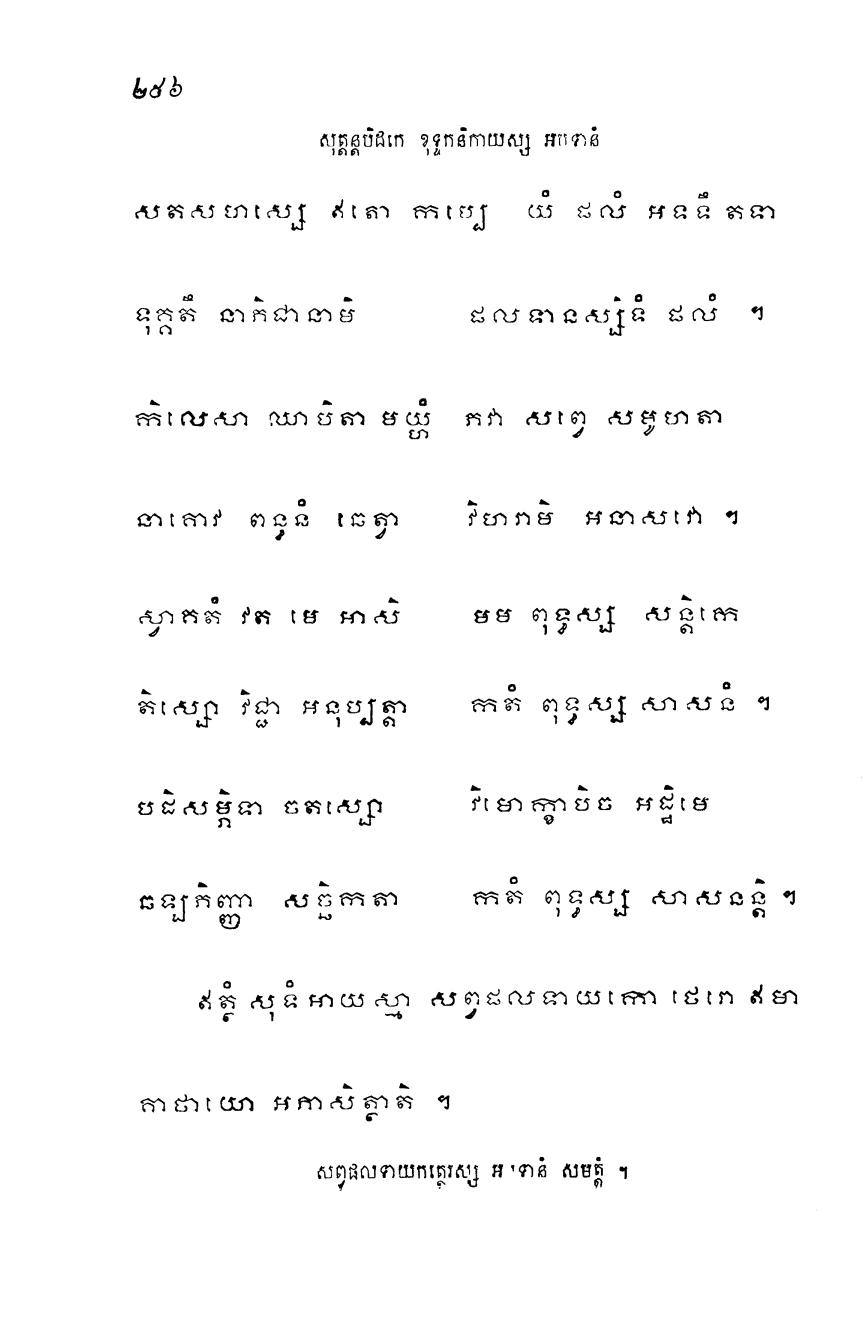 ២៥៦
សុត្តន្តបិដកេ ខុទ្ទកនិកាយស្ស អបទានំ
សតសហស្សេ ឥតោ កប្បេ យំ ផលំ អទទឹ តទា
ទុក្កតឹ នាភិជានាមិ ផលទានស្សិទំ ផលំ ។
កិលេសា ឈាបិតា មយ្ហំ ភវា សព្វេ សមូហតា
នាគោវ ពន្ធនំ ឆេត្វា វិហរាមិ អនាសវោ ។
ស្វាគតំ វត មេ អាសិ មម ពុទ្ធស្ស សន្តិកេ
តិស្សោ វិជ្ជា អនុប្បត្តា កតំ ពុទ្ធស្ស សាសនំ ។
បដិសម្ភិទា ចតស្សោ វិមោក្ខាបិច អដ្ឋិមេ
ឆឡភិញ្ញា សច្ឆិកតា កតំ ពុទ្ធស្ស សាសនន្តិ ។
ឥត្ថំ សុទំអាយស្មា សព្វផលទាយកោ ថេរោ ឥមា
គាថាយោ អភាសិត្ថាតិ ។
សព្វផលទាយកត្ថេរស្ស អបទានំ សមត្តំ ។